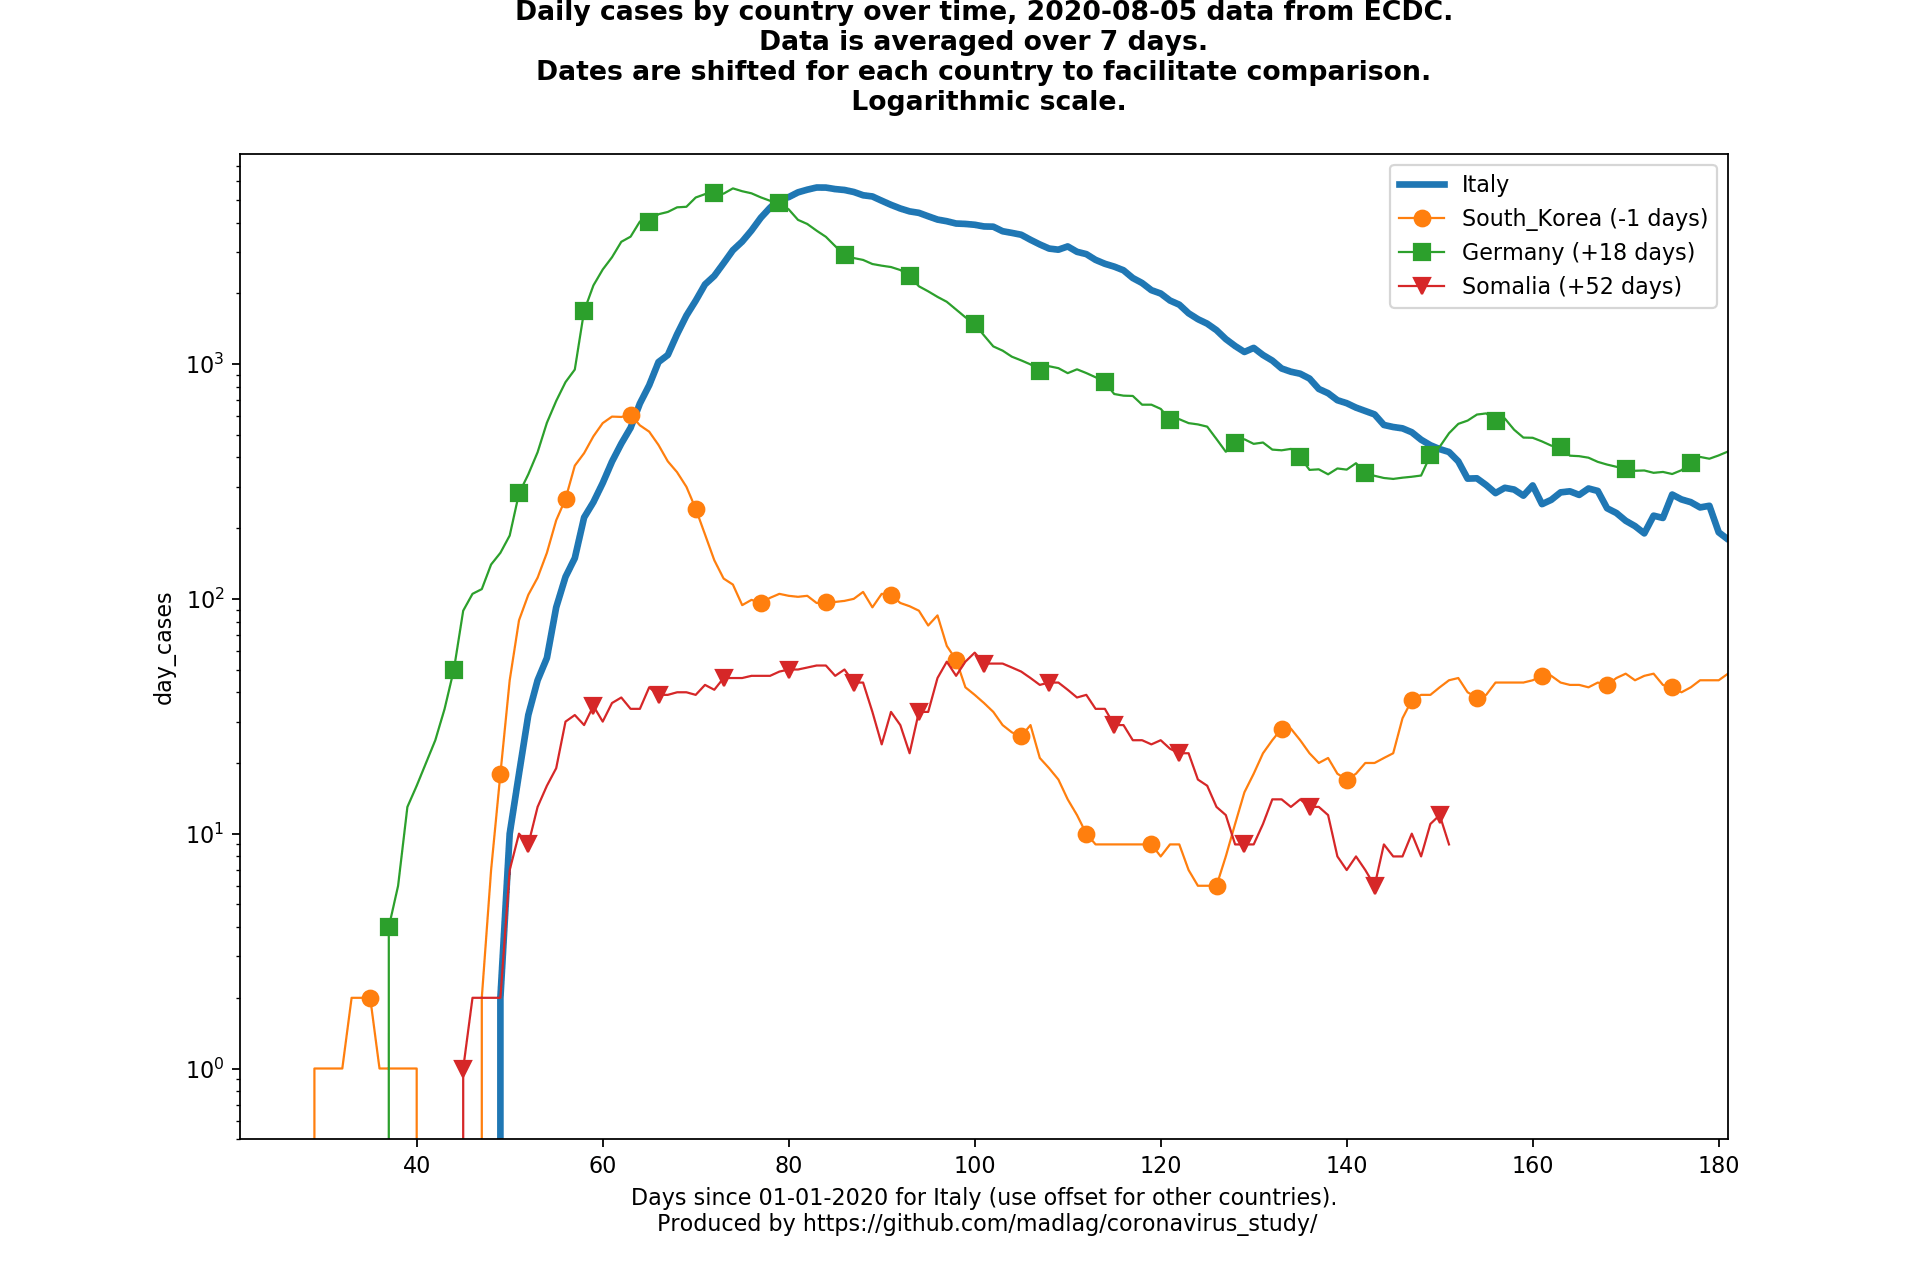 Daily cases by country over time, 2020-08-05 data from ECDC.
Data is averaged over 7 days.
Dates are shifted for each country to facilitate comparison.
Logarithmic scale.
Italy
South_Korea (-1 days)
Germany (+18 days)
Somalia (+52 days)
day_cases
10³
10²
10¹
10⁰
40 60 80 100 120 140 160 180
Days since 01-01-2020 for Italy (use offset for other countries).
Produced by https://github.com/madlag/coronavirus_study/